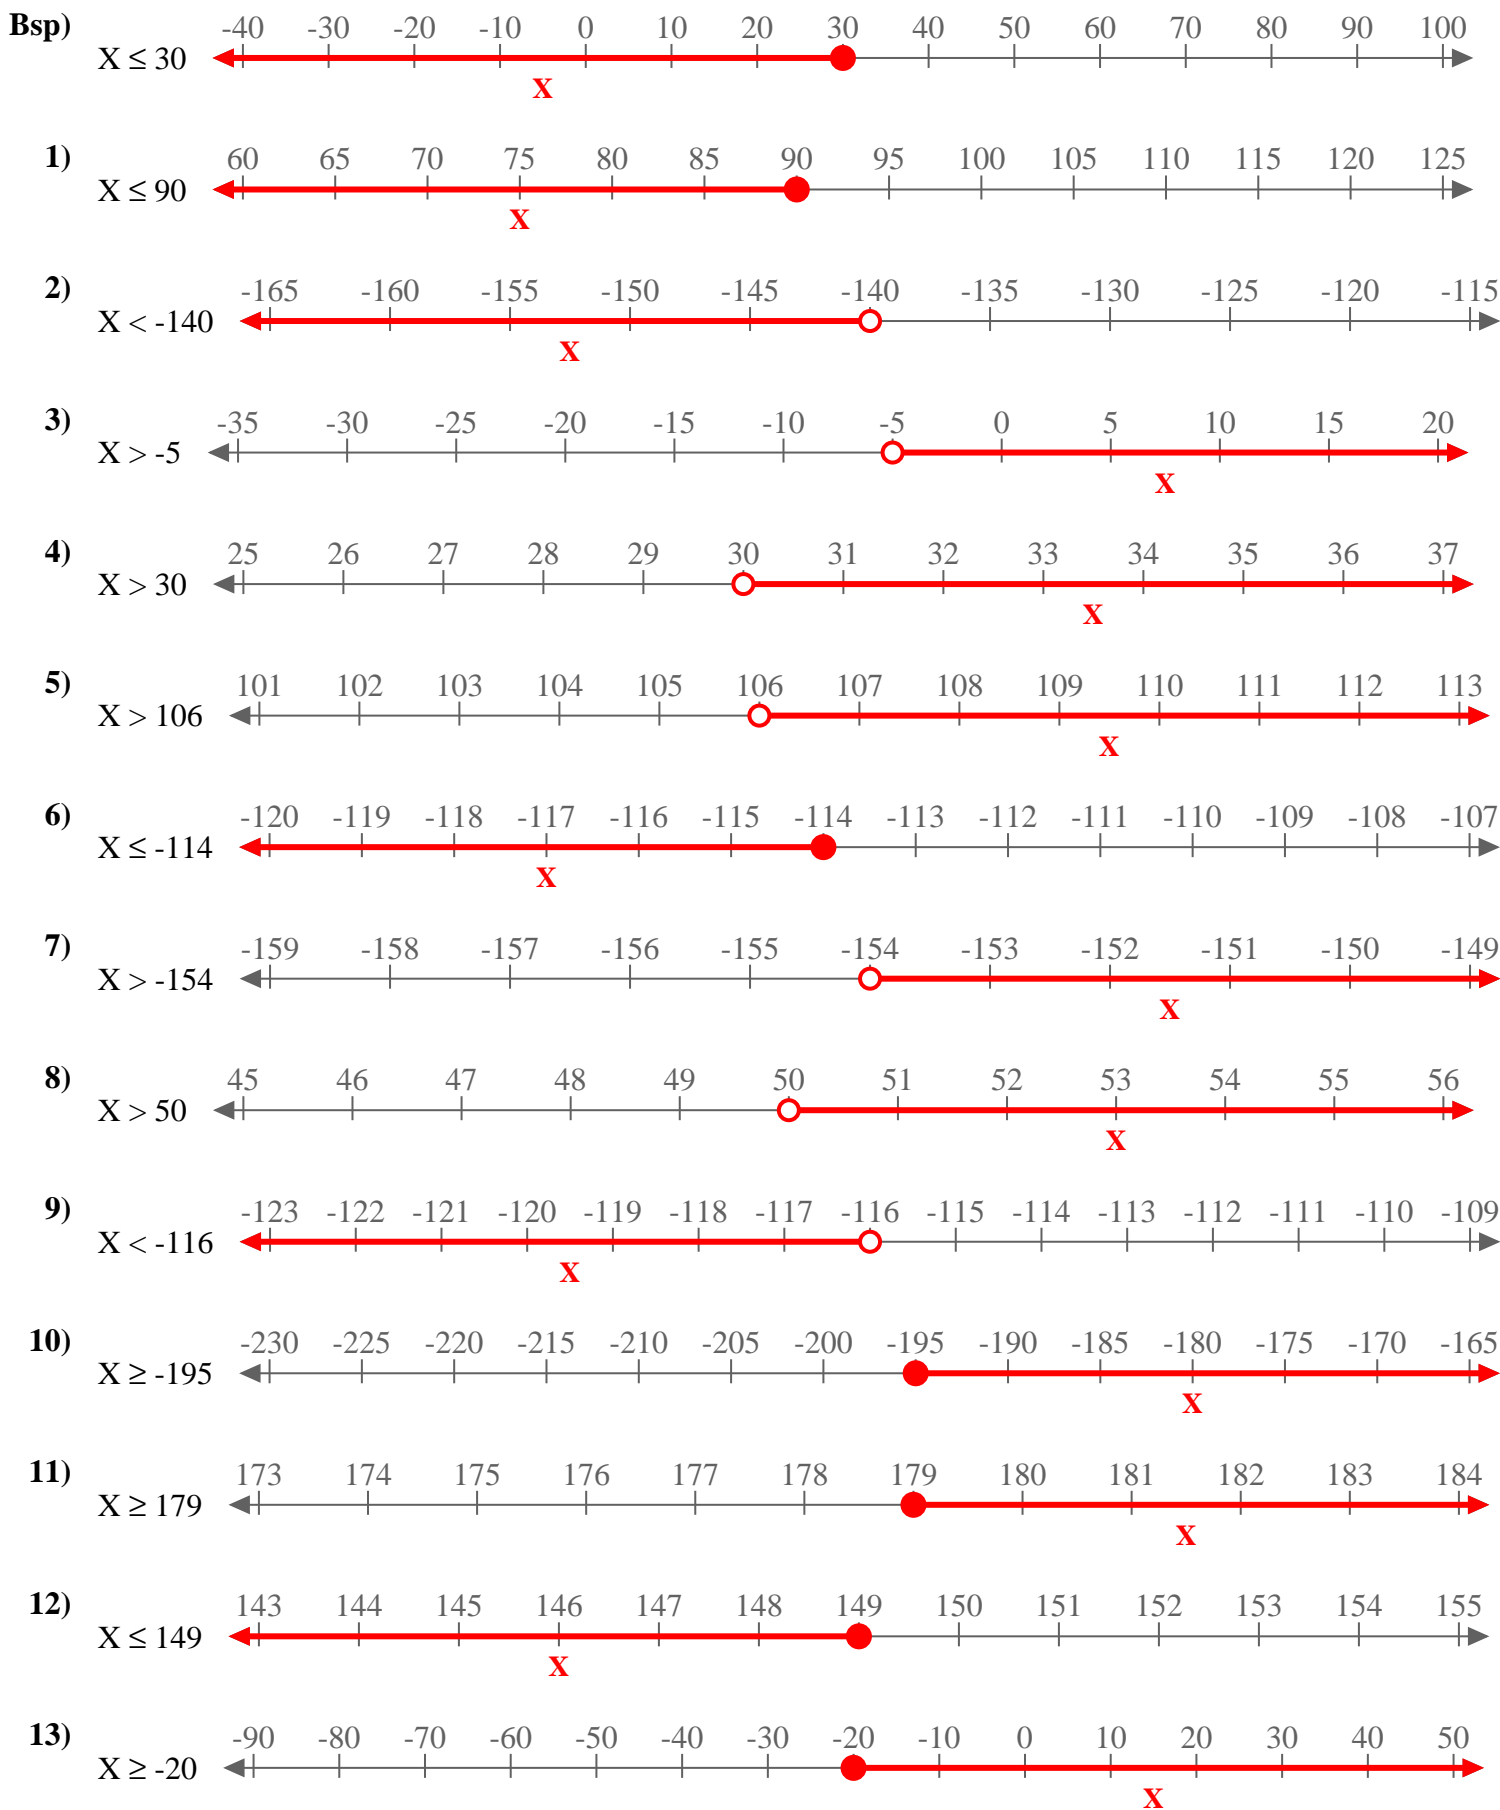 Bsp) -40 -30 -20 -10 0 10 20 30 40 50 60 70 80 90 100
X ≤ 30
X
1) 60 65 70 75 80 85 90 95 100 105 110 115 120 125
X ≤ 90
X
2) -165 -160 -155 -150 -145 -140 -135 -130 -125 -120 -115
X < -140
X
3) -35 -30 -25 -20 -15 -10 -5 0 5 10 15 20
X > -5
X
4) 25 26 27 28 29 30 31 32 33 34 35 36 37
X > 30
X
5) 101 102 103 104 105 106 107 108 109 110 111 112 113
X > 106
X
6) -120 -119 -118 -117 -116 -115 -114 -113 -112 -111 -110 -109 -108 -107
X ≤ -114
X
7) -159 -158 -157 -156 -155 -154 -153 -152 -151 -150 -149
X > -154
X
8) 45 46 47 48 49 50 51 52 53 54 55 56
X > 50
X
9) -123 -122 -121 -120 -119 -118 -117 -116 -115 -114 -113 -112 -111 -110 -109
X < -116
X
10) -230 -225 -220 -215 -210 -205 -200 -195 -190 -185 -180 -175 -170 -165
X ≥ -195
X
11) 173 174 175 176 177 178 179 180 181 182 183 184
X ≥ 179
X
12) 143 144 145 146 147 148 149 150 151 152 153 154 155
X ≤ 149
X
13) -90 -80 -70 -60 -50 -40 -30 -20 -10 0 10 20 30 40 50
X ≥ -20
X